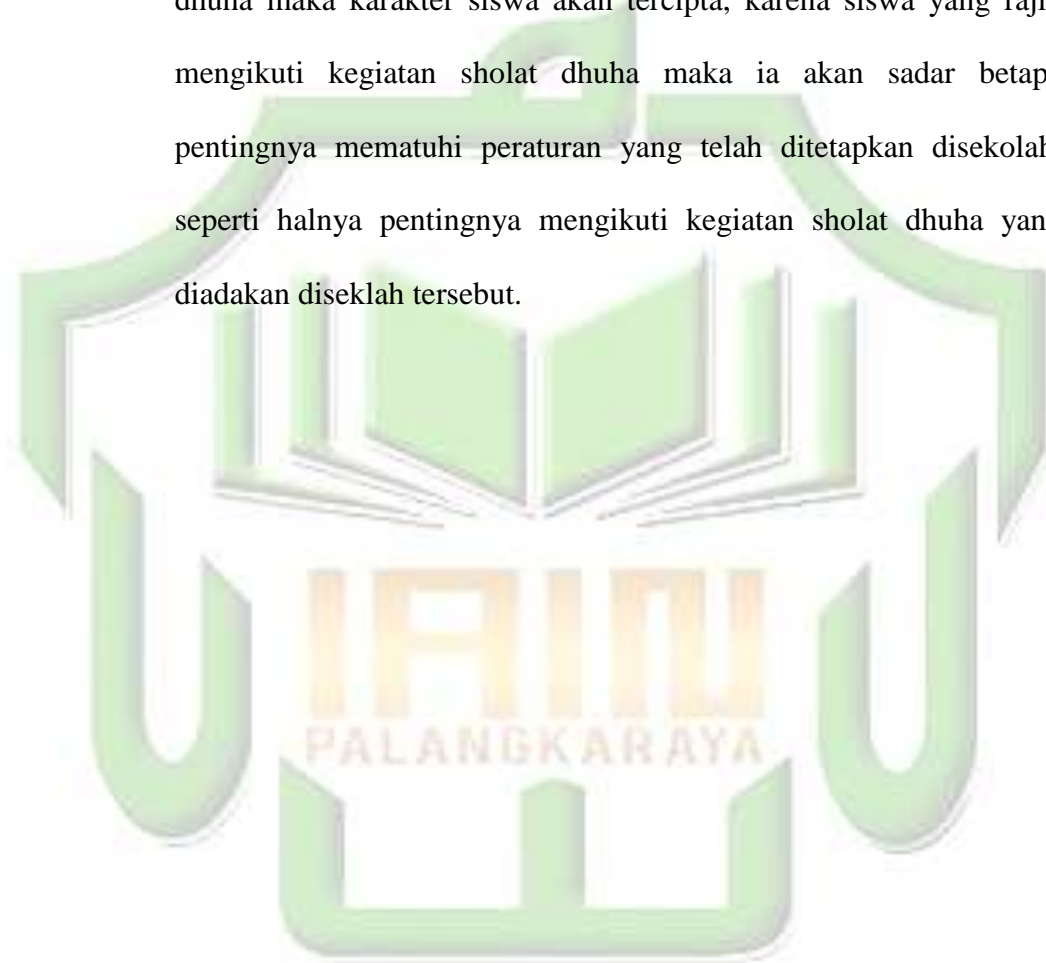 dhuha maka karakter siswa akan tercipta, karena siswa yang raji
mengikuti kegiatan sholat dhuha maka ia akan sadar betap
pentingnya mematuhi peraturan yang telah ditetapkan disekolah
seperti halnya pentingnya mengikuti kegiatan sholat dhuha yan
diadakan diseklah tersebut.
IAIN
PALANGKARAYA